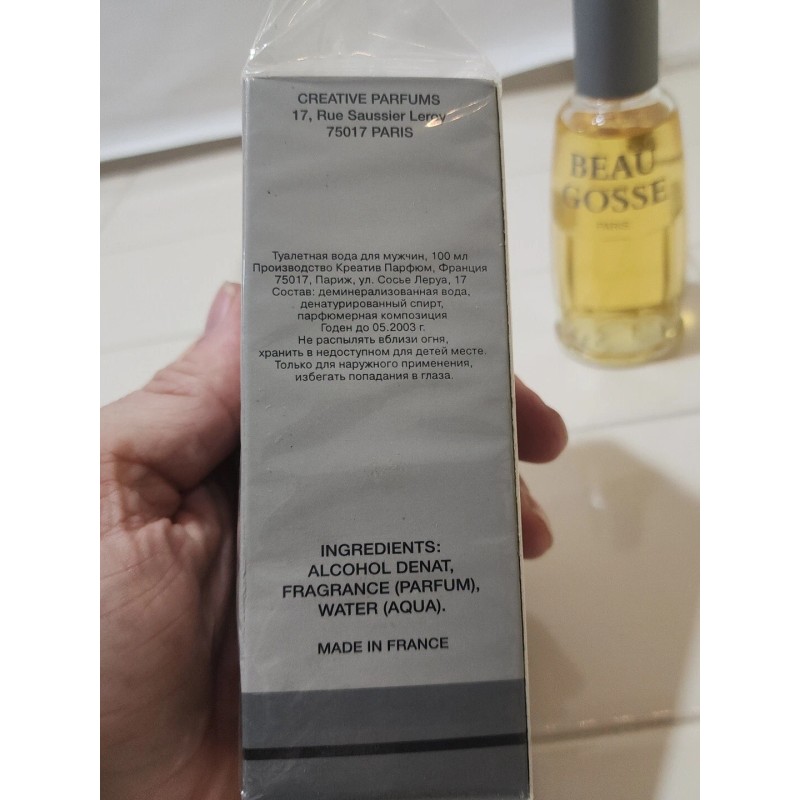 CREATIVE PARFUMS
17, Rue Saussier Leroy
75017 PARIS
Туалетная вода для мужчин, 100 мл
Производство Креатив Парфюм, Франция
75017, Париж, ул. Сосье Леруа, 17
Состав: деминерализованная вода,
денатурированный спирт,
парфюмерная композиция
Годен до 05.2003 г.
Не распылять вблизи огня,
хранить в недоступном для детей месте.
Только для наружного применения,
избегать попадания в глаза.
INGREDIENTS:
ALCOHOL DENAT,
FRAGRANCE (PARFUM),
WATER (AQUA).
MADE IN FRANCE
BEAU
GOSSE
PARIS